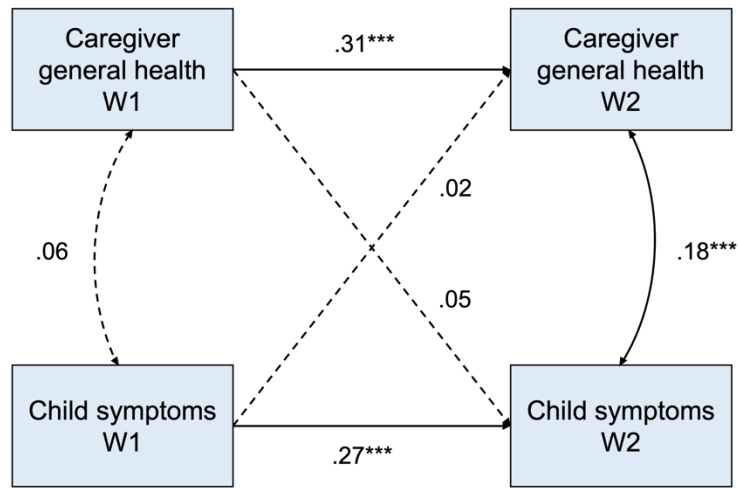 Caregiver
general health
W1
.31***
Caregiver
general health
W2
.02
.06
.18***
.05
Child symptoms
W1
.27***
Child symptoms
W2